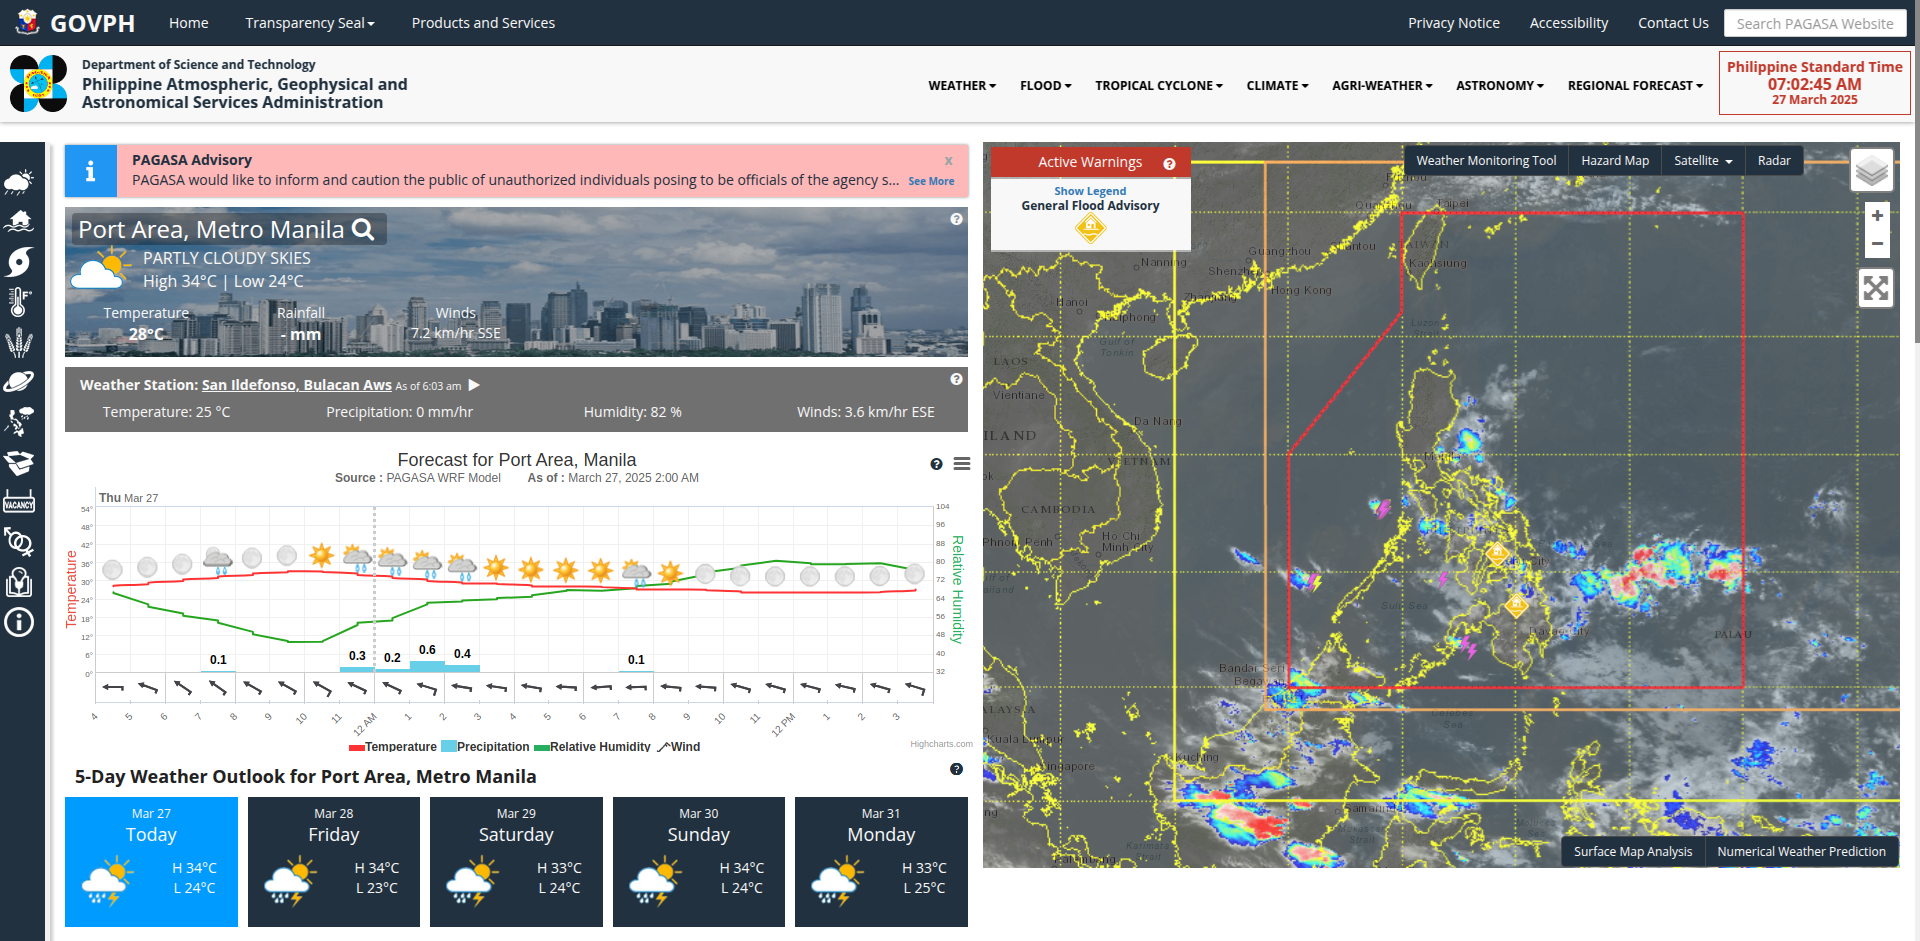 GOVPH
Home
Transparency Seal
Products and Services
Privacy Notice
Accessibility
Contact Us
Search PAGASA Website
Department of Science and Technology
Philippine Atmospheric, Geophysical and
Astronomical Services Administration
WEATHER
FLOOD
TROPICAL CYCLONE
CLIMATE
AGRI-WEATHER
ASTRONOMY
REGIONAL FORECAST
Philippine Standard Time
07:02:45 AM
27 March 2025
VACANCY
PAGASA Advisory
x
PAGASA would like to inform and caution the public of unauthorized individuals posing to be officials of the agency s...
See More
Port Area, Metro Manila
PARTLY CLOUDY SKIES
High 34°C | Low 24°C
Temperature
Rainfall
Winds
28°C
- mm
7.2 km/hr SSE
Weather Station: San Ildefonso, Bulacan Aws As of 6:03 am
Temperature: 25 °C
Precipitation: 0 mm/hr
Humidity: 82 %
Winds: 3.6 km/hr ESE
Forecast for Port Area, Manila
Source : PAGASA WRF Model
As of : March 27, 2025 2:00 AM
Thu Mar 27
54°
48°
42°
36°
30°
24°
18°
12°
6°
0°
Temperature
104
96
88
80
72
64
56
48
40
32
Relative Humidity
0.1
0.3
0.2
0.6
0.4
0.1
4
5
6
7
8
9
10
11
12 AM
1
2
3
4
5
6
7
8
9
10
11
12 PM
1
2
3
Temperature
Precipitation
Relative Humidity
Wind
Highcharts.com
5-Day Weather Outlook for Port Area, Metro Manila
Mar 27
Today
H 34°C
L 24°C
Mar 28
Friday
H 34°C
L 23°C
Mar 29
Saturday
H 33°C
L 24°C
Mar 30
Sunday
H 34°C
L 24°C
Mar 31
Monday
H 33°C
L 25°C
Active Warnings
Show Legend
General Flood Advisory
Weather Monitoring Tool
Hazard Map
Satellite
Radar
+
−
Taipei
Guangzhou
Kaohsiung
Nanning
Hong Kong
Hanoi
Gulf of
Tonkin
LAOS
Vientiane
Da Nang
VIETNAM
CAMBODIA
Phnom Penh
Ho Chi
Minh City
PALAU
Bandar Seri
Begawan
Kuala Lumpur
Kuching
Celebes
Sea
Surface Map Analysis
Numerical Weather Prediction